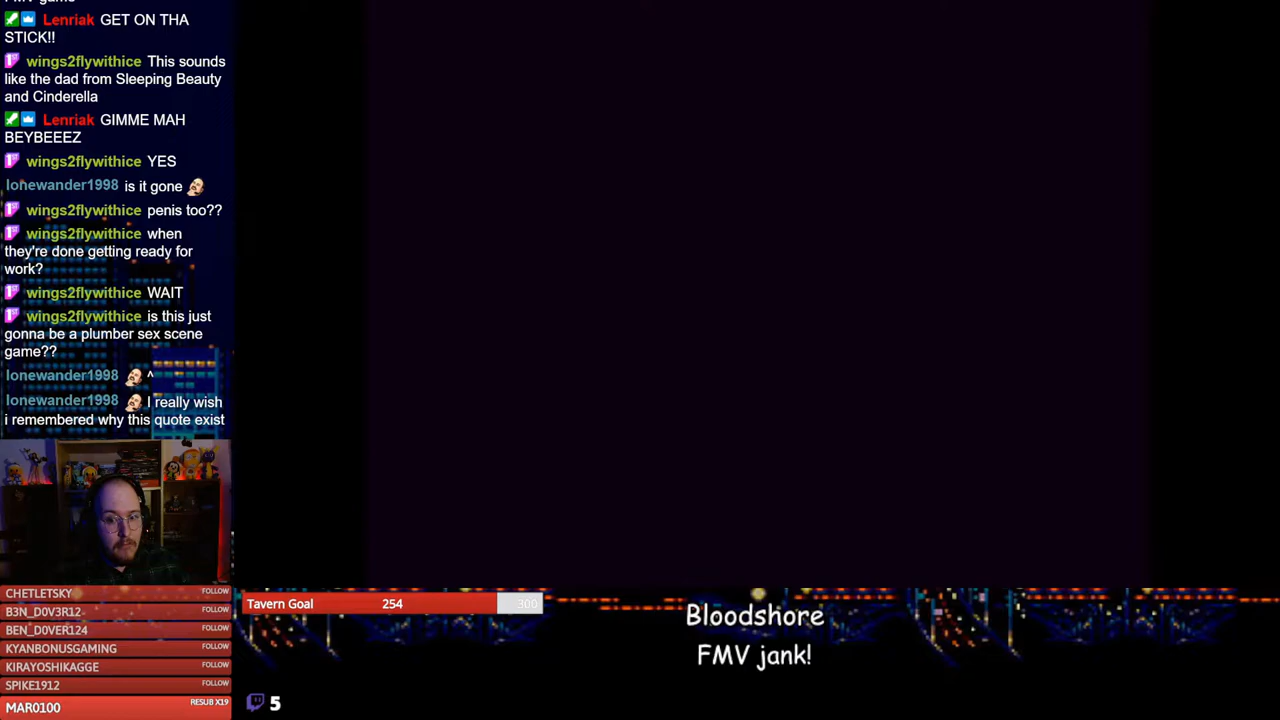 FMV game
Lenriak GET ON THA
STICK!!
wings2flywithice This sounds
like the dad from Sleeping Beauty
and Cinderella
Lenriak GIMME MAH
BEYBEEEZ
wings2flywithice YES
lonewander1998 is it gone
wings2flywithice penis too??
wings2flywithice when
they're done getting ready for
work?
wings2flywithice WAIT
wings2flywithice is this just
gonna be a plumber sex scene
game??
lonewander1998 ^
lonewander1998 I really wish
i remembered why this quote exist
CHETLETSKY FOLLOW
B3N_D0V3R12 FOLLOW
BEN_D0VER124 FOLLOW
KYANBONUSGAMING FOLLOW
KIRAYOSHIKAGGE FOLLOW
SPIKE1912 FOLLOW
MAR0100 RESUB X19
Tavern Goal 254 300
Bloodshore
FMV jank!
5